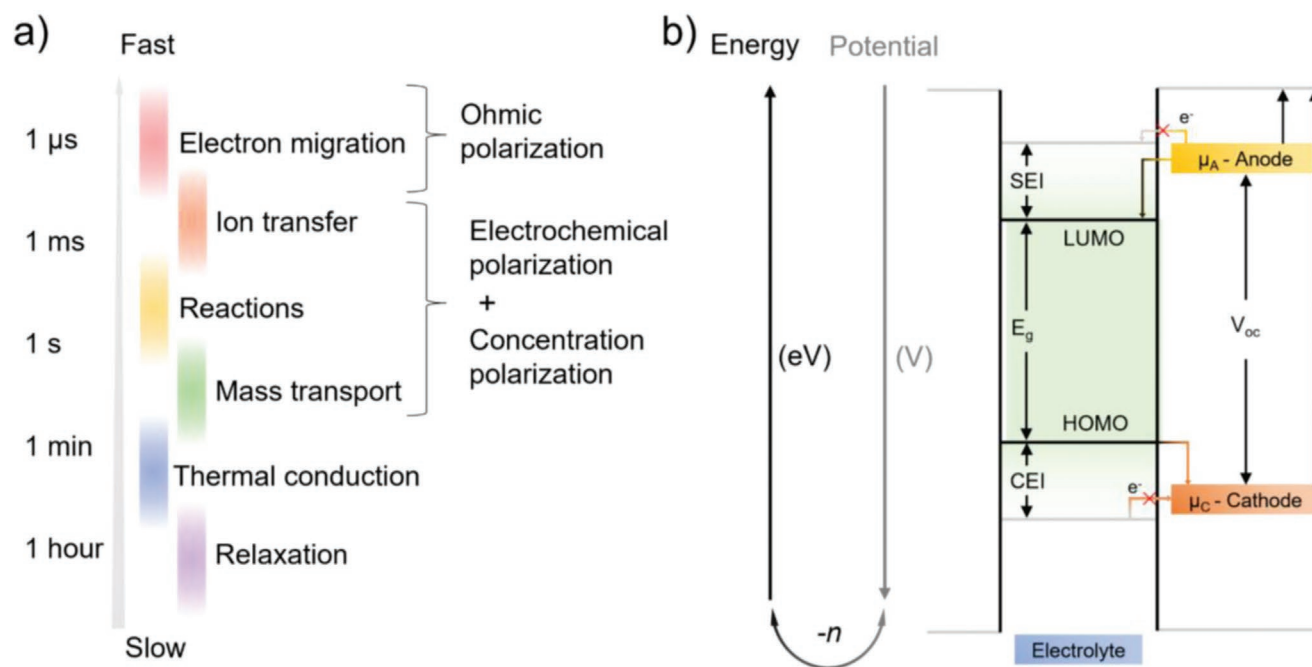 a)
Fast
1 µs
1 ms
1 s
1 min
1 hour
Slow
Electron migration
Ion transfer
Reactions
Mass transport
Thermal conduction
Relaxation
Ohmic
polarization
Electrochemical
polarization
+
Concentration
polarization
b)
Energy
Potential
(eV)
(V)
-n
SEI
LUMO
Eg
HOMO
CEI
e-
μA - Anode
Voc
e-
μC - Cathode
Electrolyte